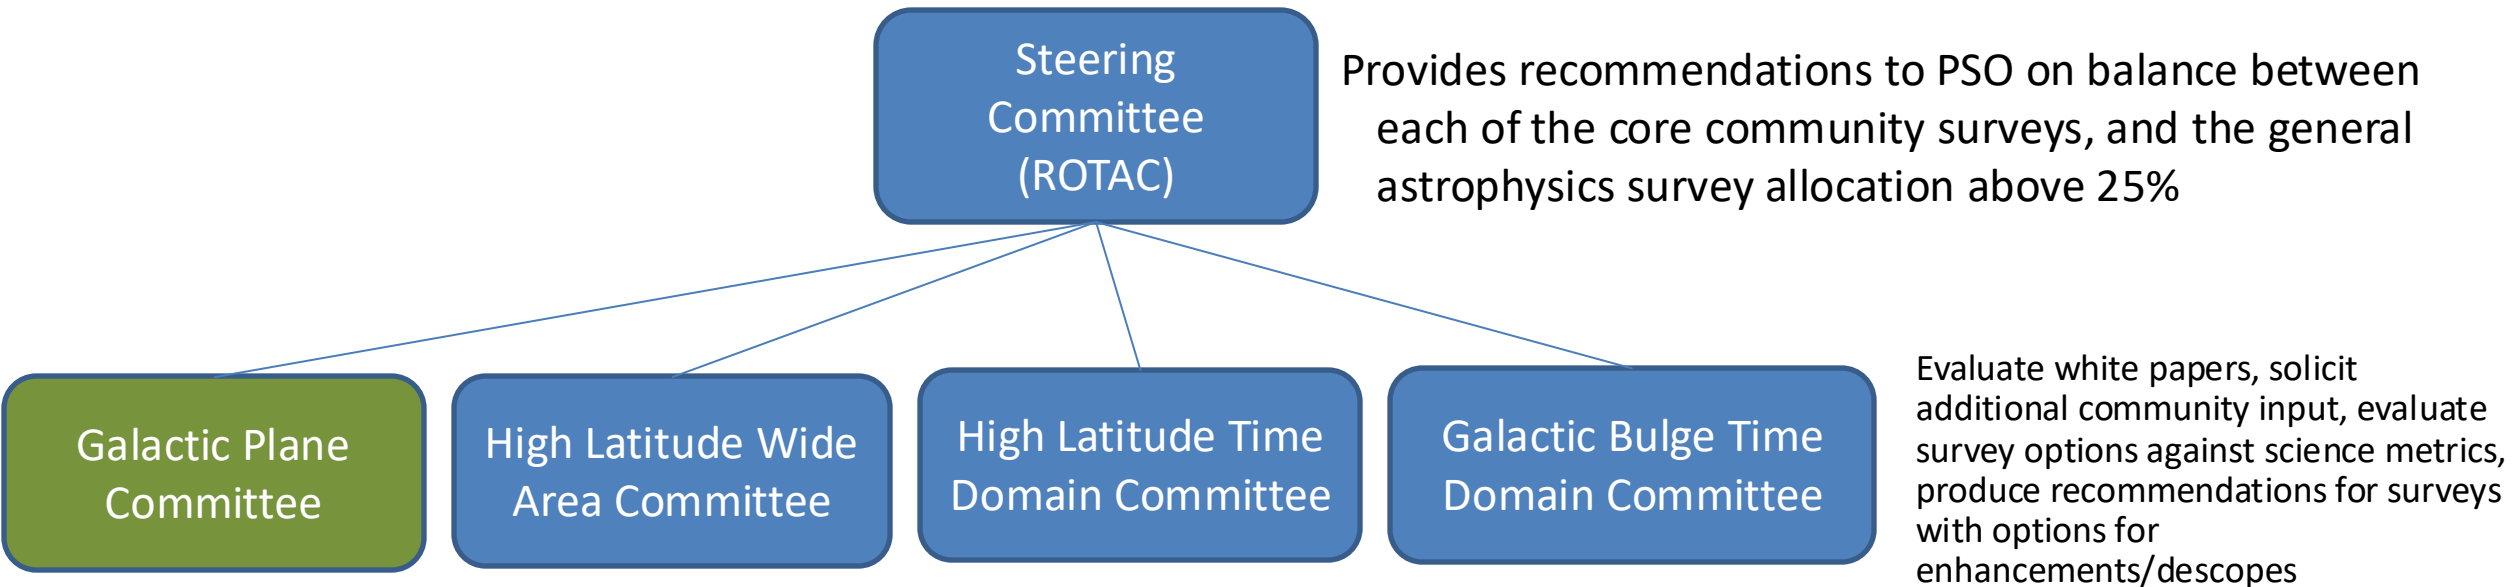 Steering
Committee
(ROTAC)
Provides recommendations to PSO on balance between
each of the core community surveys, and the general
astrophysics survey allocation above 25%
Galactic Plane
Committee
High Latitude Wide
Area Committee
High Latitude Time
Domain Committee
Galactic Bulge Time
Domain Committee
Evaluate white papers, solicit
additional community input, evaluate
survey options against science metrics,
produce recommendations for surveys
with options for
enhancements/descopes